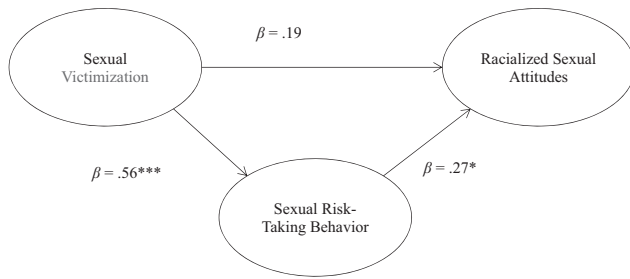 β = .19
Sexual
Victimization
Racialized Sexual
Attitudes
β = .56***
β = .27*
Sexual Risk-
Taking Behavior